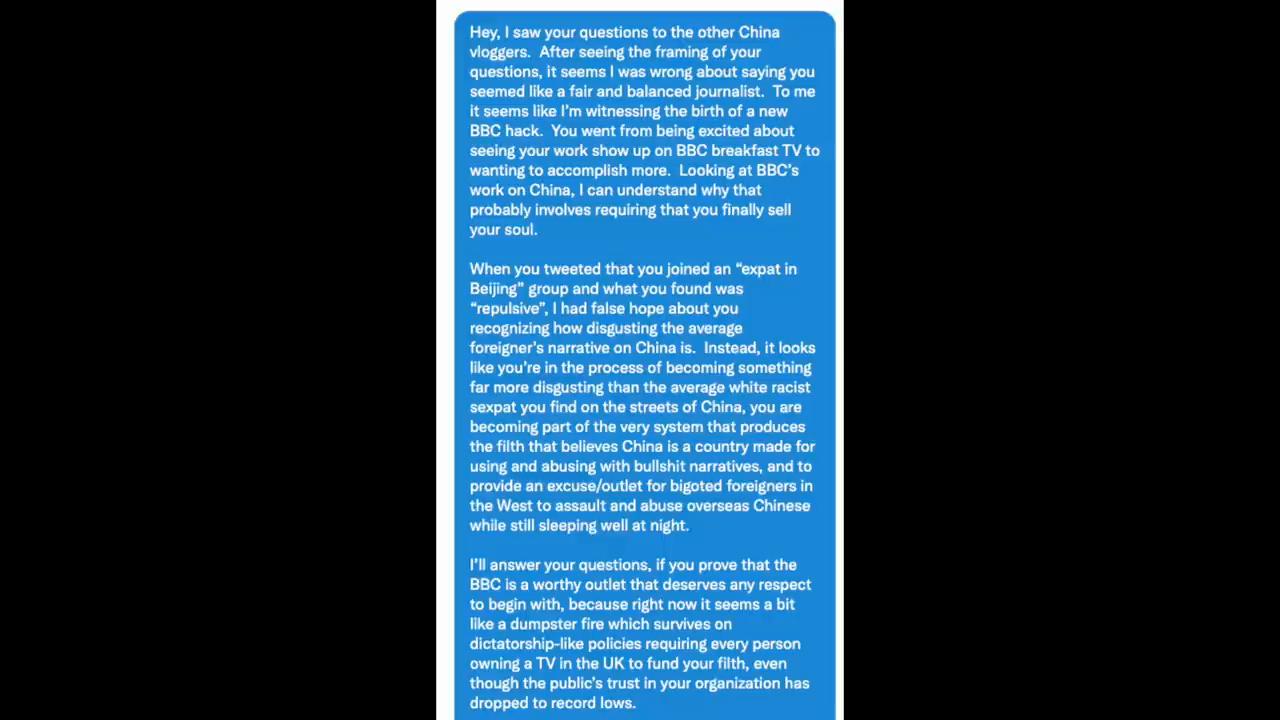 Hey, I saw your questions to the other China
vloggers.  After seeing the framing of your
questions, it seems I was wrong about saying you
seemed like a fair and balanced journalist.  To me
it seems like I'm witnessing the birth of a new
BBC hack.  You went from being excited about
seeing your work show up on BBC breakfast TV to
wanting to accomplish more.  Looking at BBC's
work on China, I can understand why that
probably involves requiring that you finally sell
your soul.

When you tweeted that you joined an “expat in
Beijing” group and what you found was
“repulsive”, I had false hope about you
recognizing how disgusting the average
foreigner's narrative on China is.  Instead, it looks
like you're in the process of becoming something
far more disgusting than the average white racist
sexpat you find on the streets of China, you are
becoming part of the very system that produces
the filth that believes China is a country made for
using and abusing with bullshit narratives, and to
provide an excuse/outlet for bigoted foreigners in
the West to assault and abuse overseas Chinese
while still sleeping well at night.

I'll answer your questions, if you prove that the
BBC is a worthy outlet that deserves any respect
to begin with, because right now it seems a bit
like a dumpster fire which survives on
dictatorship-like policies requiring every person
owning a TV in the UK to fund your filth, even
though the public's trust in your organization has
dropped to record lows.